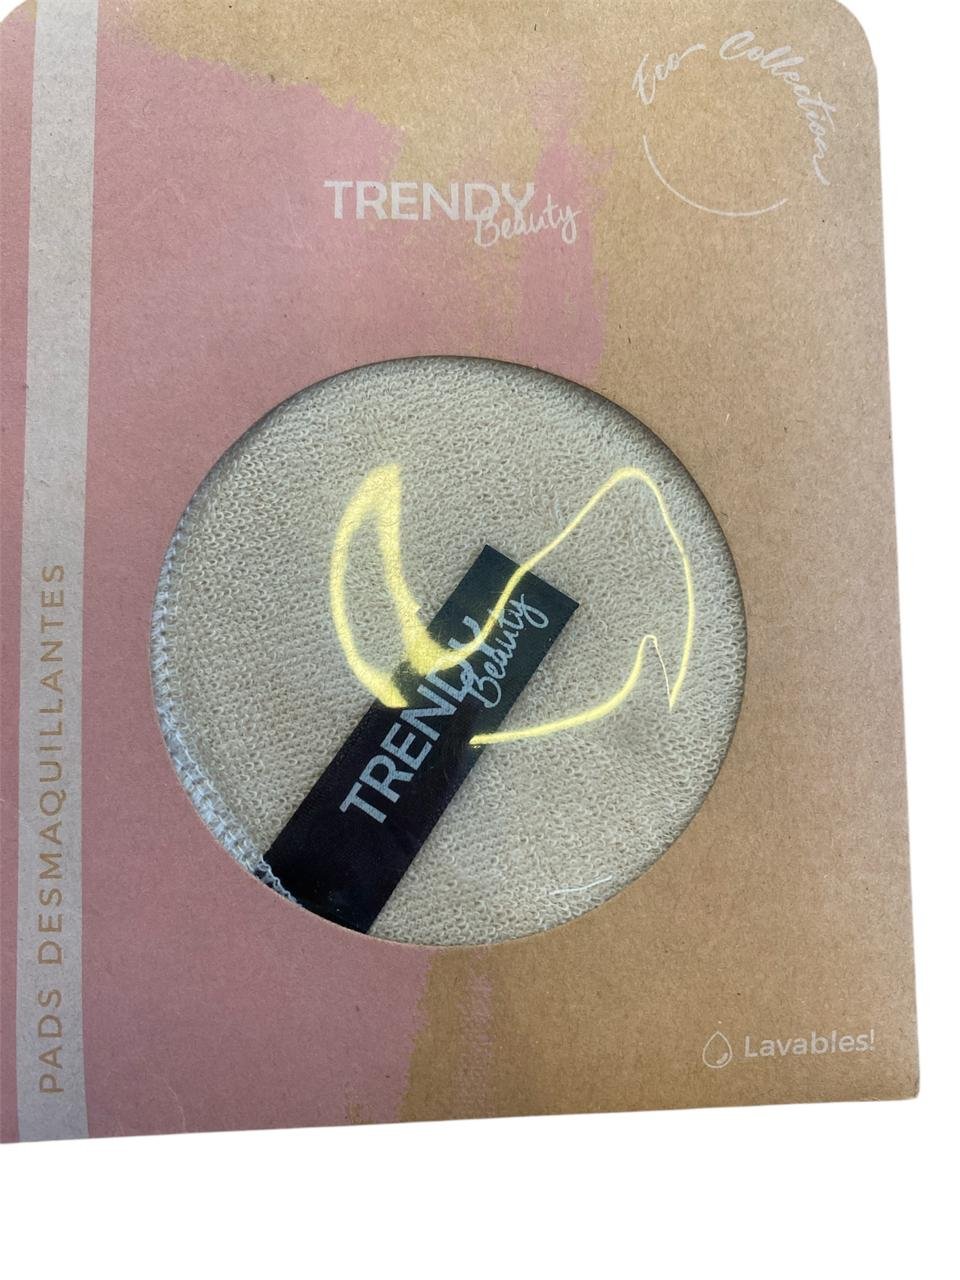 Eco Collection
TRENDY
Beauty
PADS DESMAQUILLANTES
TRENDY
Beauty
Lavables!